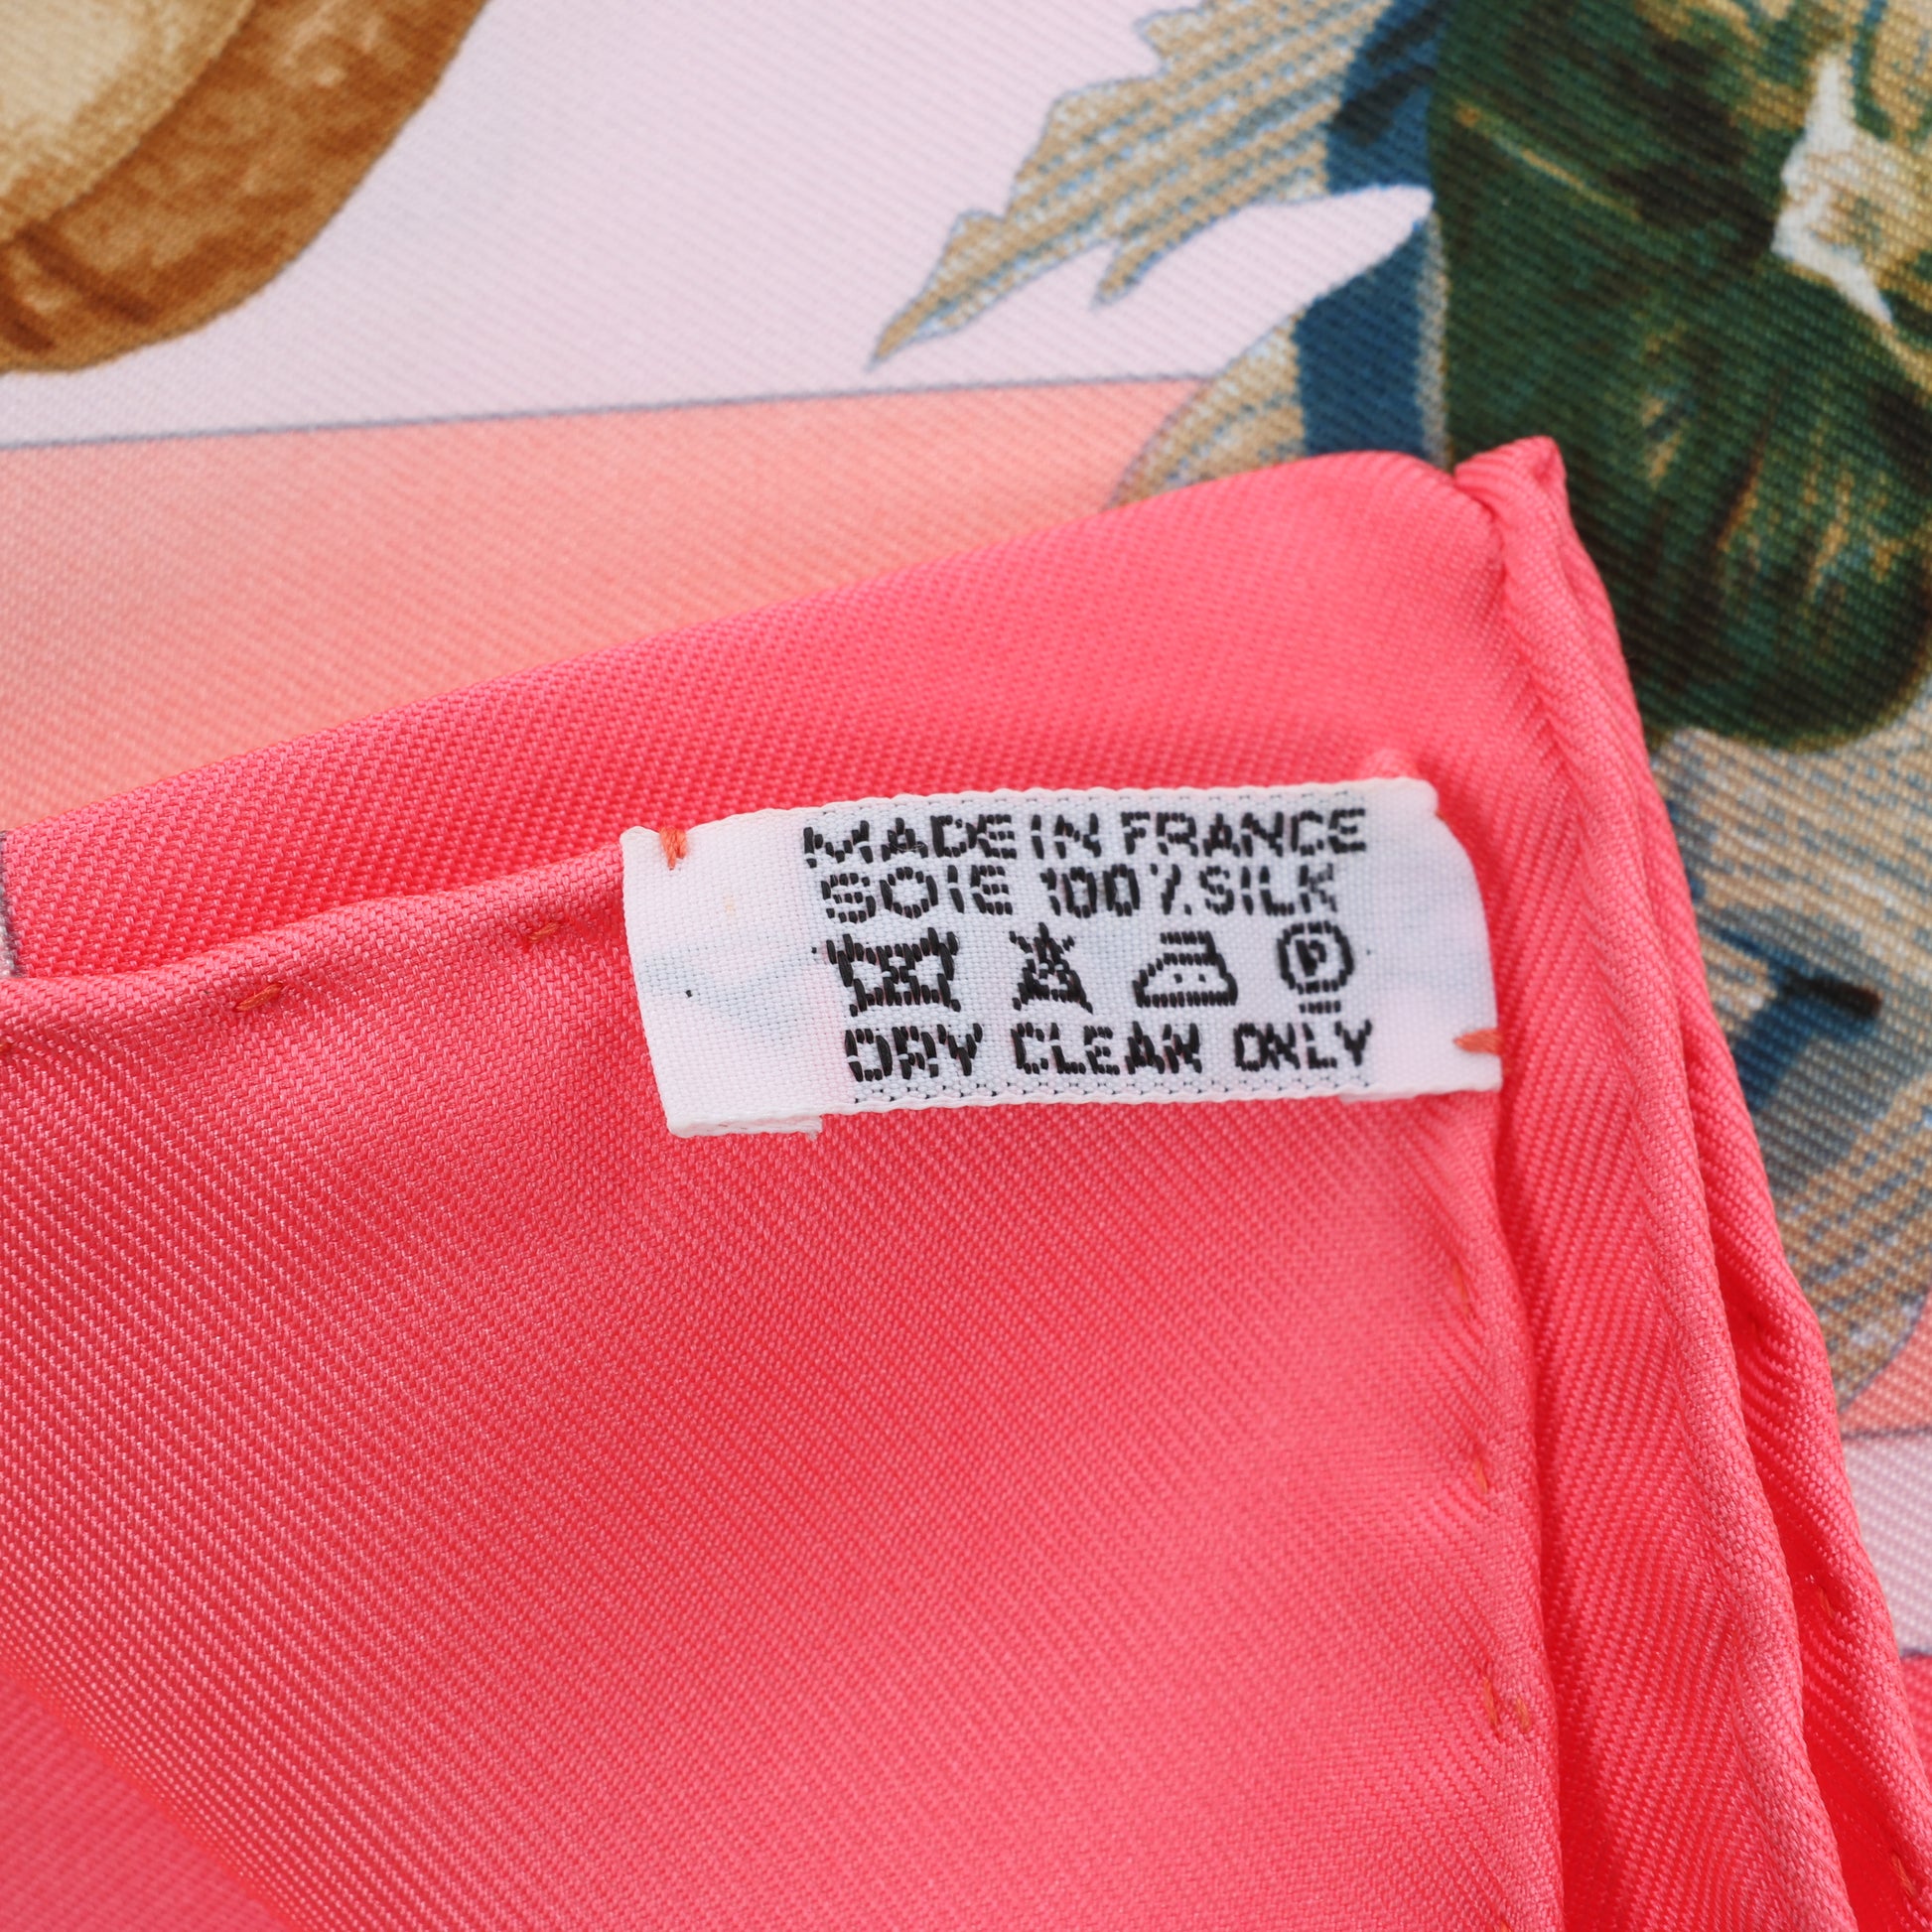 MADE IN FRANCE
SOIE 100% SILK
P
DRY CLEAN ONLY